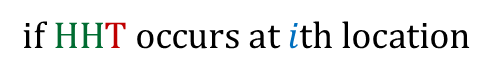 if HHT occurs at ith location